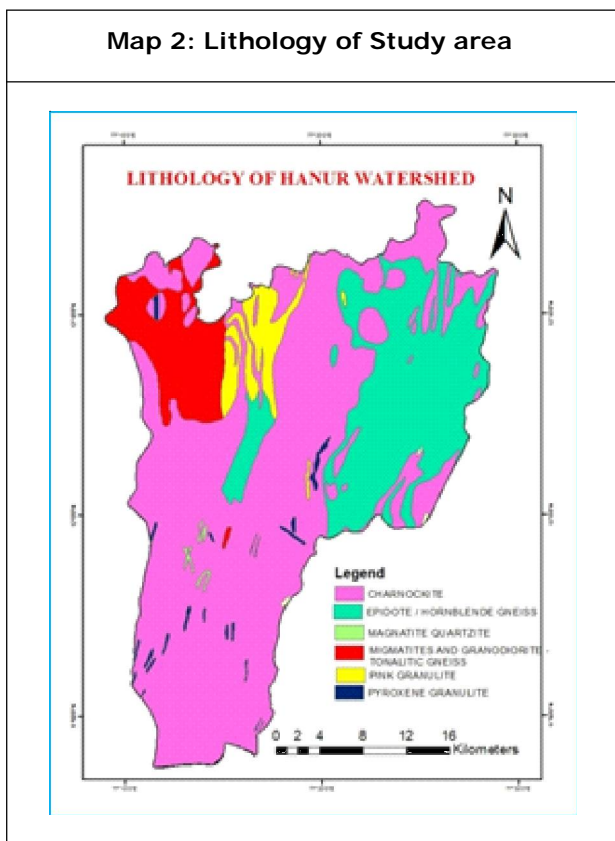 Map 2: Lithology of Study area
LITHOLOGY OF HANUR WATERSHED
N
Legend
CHARNOCKITE
EPIDOTE / HORNBLENDE GNEISS
MAGNATITE QUARTZITE
MIGMATITES AND GRANODIORITE -
TONALITIC GNEISS
PINK GRANULITE
PYROXENE GRANULITE
0 2 4 8 12 16
Kilometers